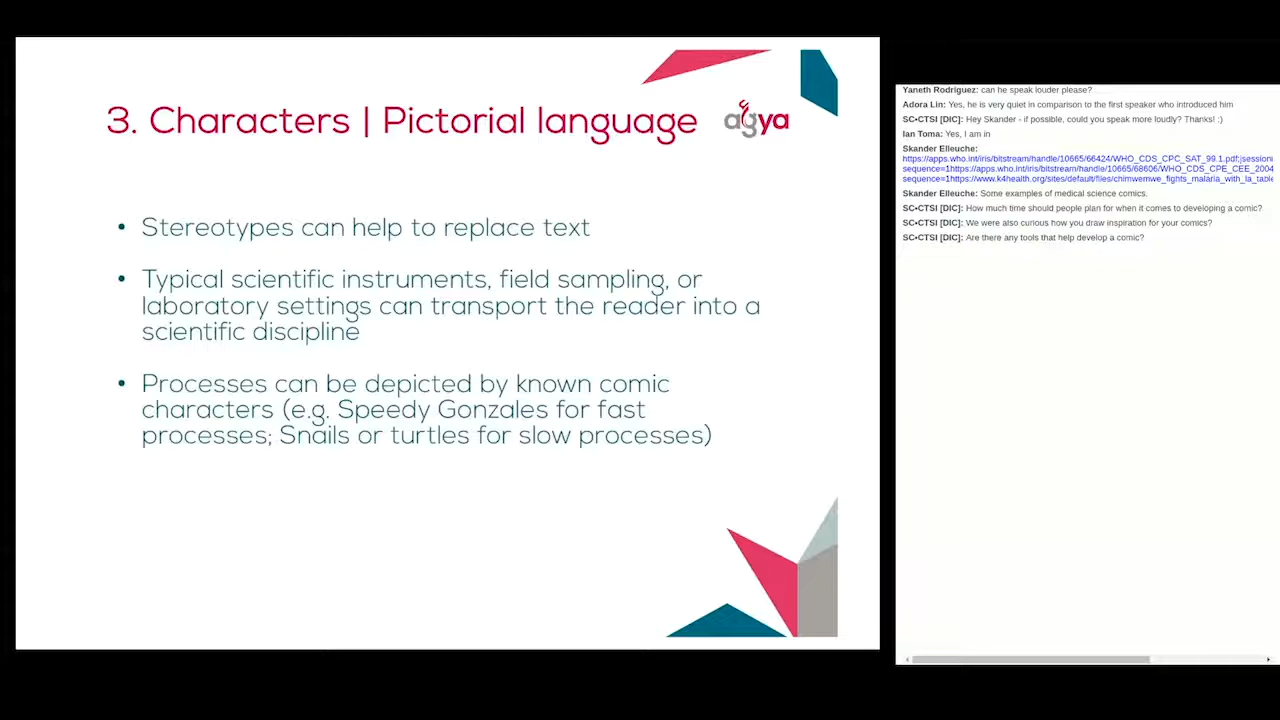 3. Characters | Pictorial language
agya
• Stereotypes can help to replace text
• Typical scientific instruments, field sampling, or
laboratory settings can transport the reader into a
scientific discipline
• Processes can be depicted by known comic
characters (e.g. Speedy Gonzales for fast
processes; Snails or turtles for slow processes)
Yaneth Rodriguez: can he speak louder please?
Adora Lin: Yes, he is very quiet in comparison to the first speaker who introduced him
SC•CTSI [DIC]: Hey Skander - if possible, could you speak more loudly? Thanks! :)
Ian Toma: Yes, I am in
Skander Elleuche:
https://apps.who.int/iris/bitstream/handle/10665/66424/WHO_CDS_CPC_SAT_99.1.pdf;jsession
sequence=1https://apps.who.int/iris/bitstream/handle/10665/68606/WHO_CDS_CPE_CEE_2004
sequence=1https://www.k4health.org/sites/default/files/chimwemwe_fights_malaria_with_la_table
Skander Elleuche: Some examples of medical science comics.
SC•CTSI [DIC]: How much time should people plan for when it comes to developing a comic?
SC•CTSI [DIC]: We were also curious how you draw inspiration for your comics?
SC•CTSI [DIC]: Are there any tools that help develop a comic?